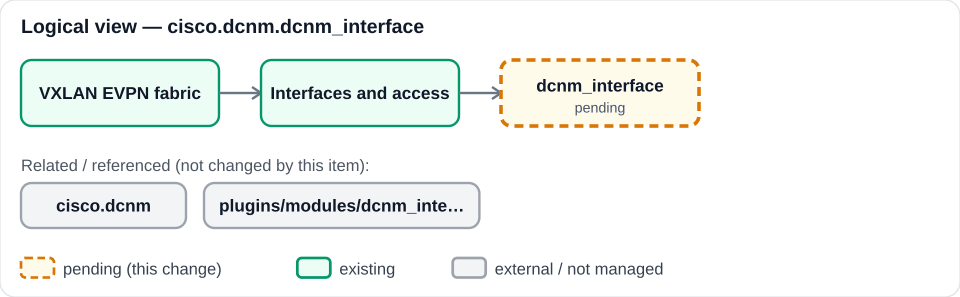 Logical view — cisco.dcnm.dcnm_interface
VXLAN EVPN fabric
Interfaces and access
dcnm_interface
pending
Related / referenced (not changed by this item):
cisco.dcnm
plugins/modules/dcnm_inte…
pending (this change)
existing
external / not managed